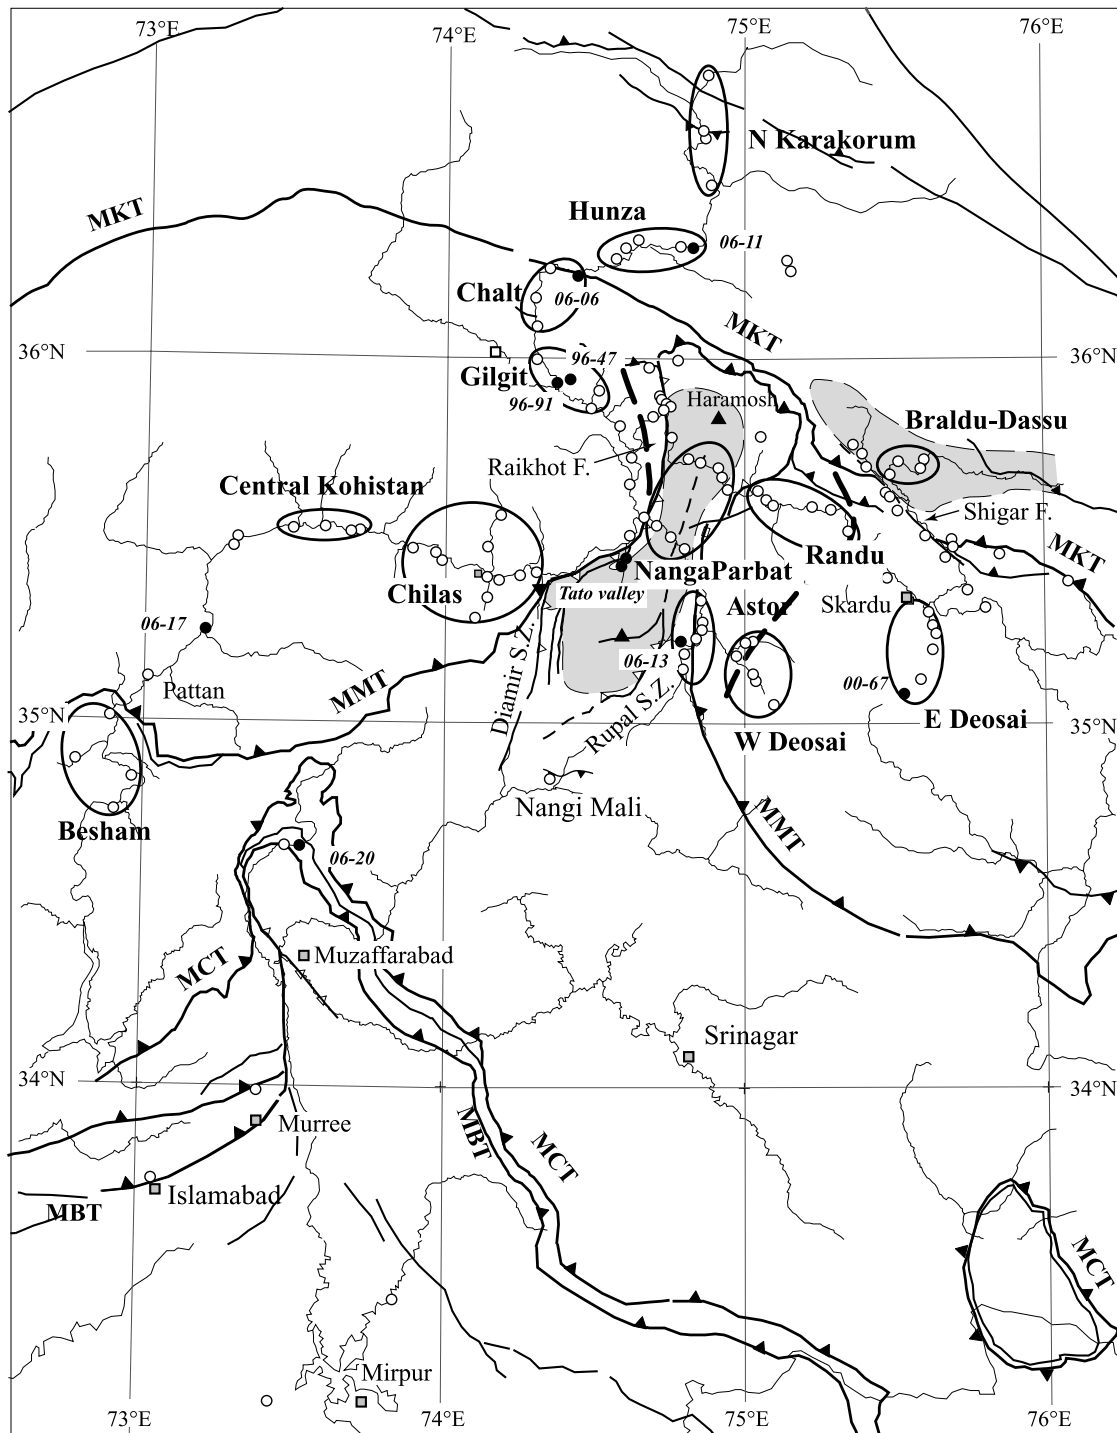 73°E
74°E
75°E
76°E
N Karakorum
MKT
Hunza
06-11
Chalt
06-06
MKT
36°N
96-47
36°N
Gilgit
96-91
Haramosh
Braldu-Dassu
Raikhot F.
Central Kohistan
Shigar F.
Randu
MKT
NangaParbat
Chilas
Tato valley
Astor
Skardu
06-17
06-13
Pattan
MMT
Diamir S.Z.
Rupal S.Z.
00-67
35°N
E Deosai
35°N
W Deosai
Nangi Mali
Besham
MMT
06-20
MCT
Muzaffarabad
Srinagar
34°N
34°N
Murree
MBT
MCT
Islamabad
MBT
MCT
Mirpur
73°E
74°E
75°E
76°E